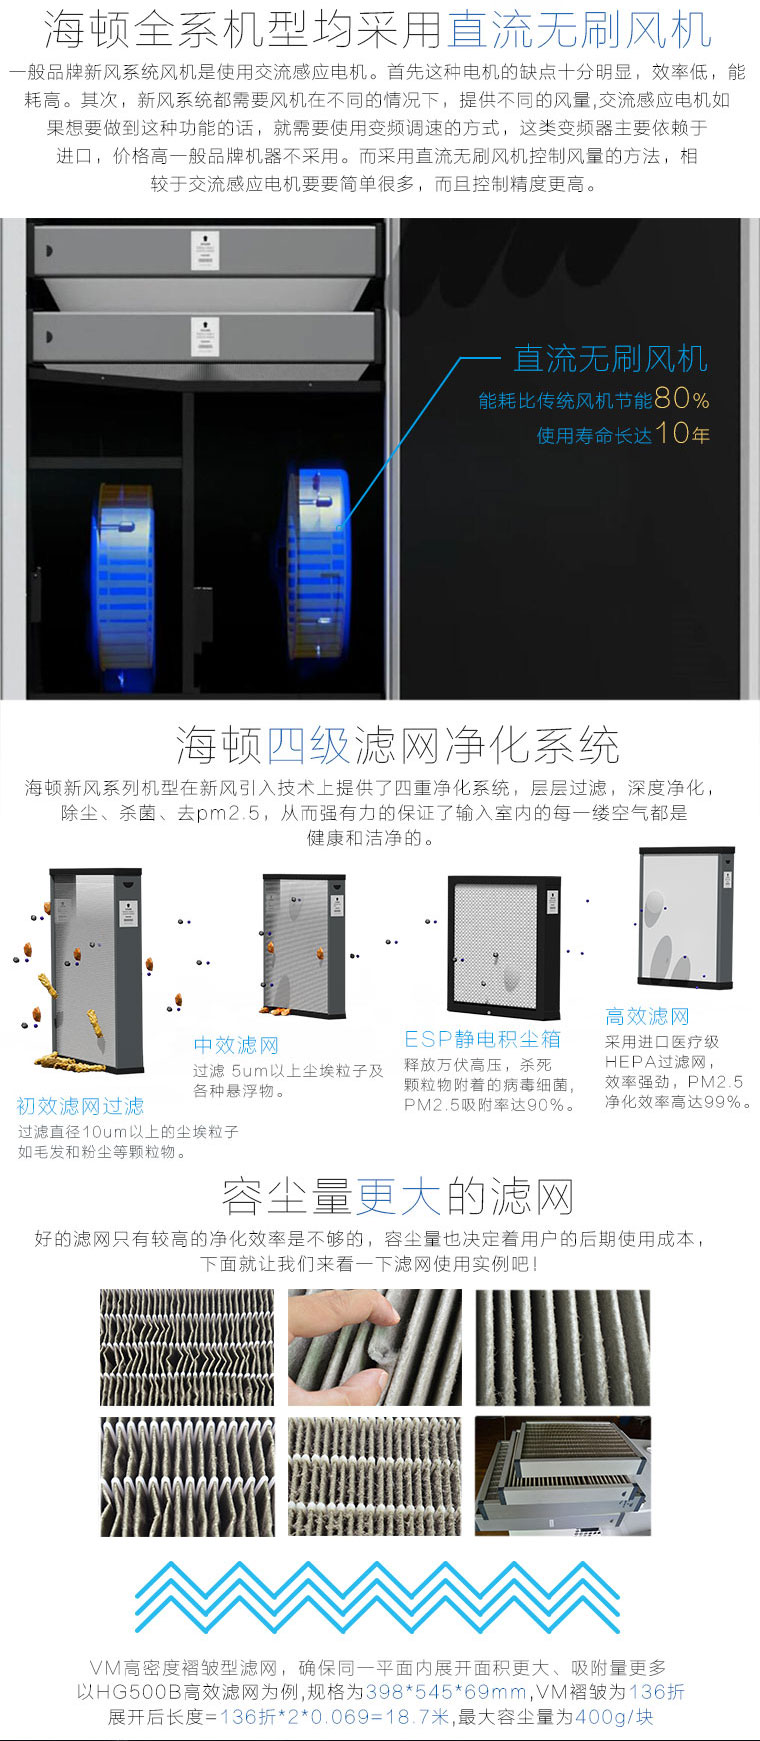 海顿全系机型均采用直流无刷风机
一般品牌新风系统风机是使用交流感应电机。首先这种电机的缺点十分明显，效率低，能
耗高。其次，新风系统都需要风机在不同的情况下，提供不同的风量,交流感应电机如
果想要做到这种功能的话，就需要使用变频调速的方式，这类变频器主要依赖于
进口，价格高一般品牌机器不采用。而采用直流无刷风机控制风量的方法，相
较于交流感应电机要要简单很多，而且控制精度更高。
直流无刷风机
能耗比传统风机节能80%
使用寿命长达10年
海顿四级滤网净化系统
海顿新风系列机型在新风引入技术上提供了四重净化系统，层层过滤，深度净化，
除尘、杀菌、去pm2.5，从而强有力的保证了输入室内的每一缕空气都是
健康和洁净的。
初效滤网过滤
过滤直径10um以上的尘埃粒子
如毛发和粉尘等颗粒物。
中效滤网
过滤 5um以上尘埃粒子及
各种悬浮物。
ESP静电积尘箱
释放万伏高压，杀死
颗粒物附着的病毒细菌，
PM2.5吸附率达90%。
高效滤网
采用进口医疗级
HEPA过滤网，
效率强劲，PM2.5
净化效率高达99%。
容尘量更大的滤网
好的滤网只有较高的净化效率是不够的，容尘量也决定着用户的后期使用成本，
下面就让我们来看一下滤网使用实例吧！
VM高密度褶皱型滤网，确保同一平面内展开面积更大、吸附量更多
以HG500B高效滤网为例,规格为398*545*69mm,VM褶皱为136折
展开后长度=136折*2*0.069=18.7米,最大容尘量为400g/块